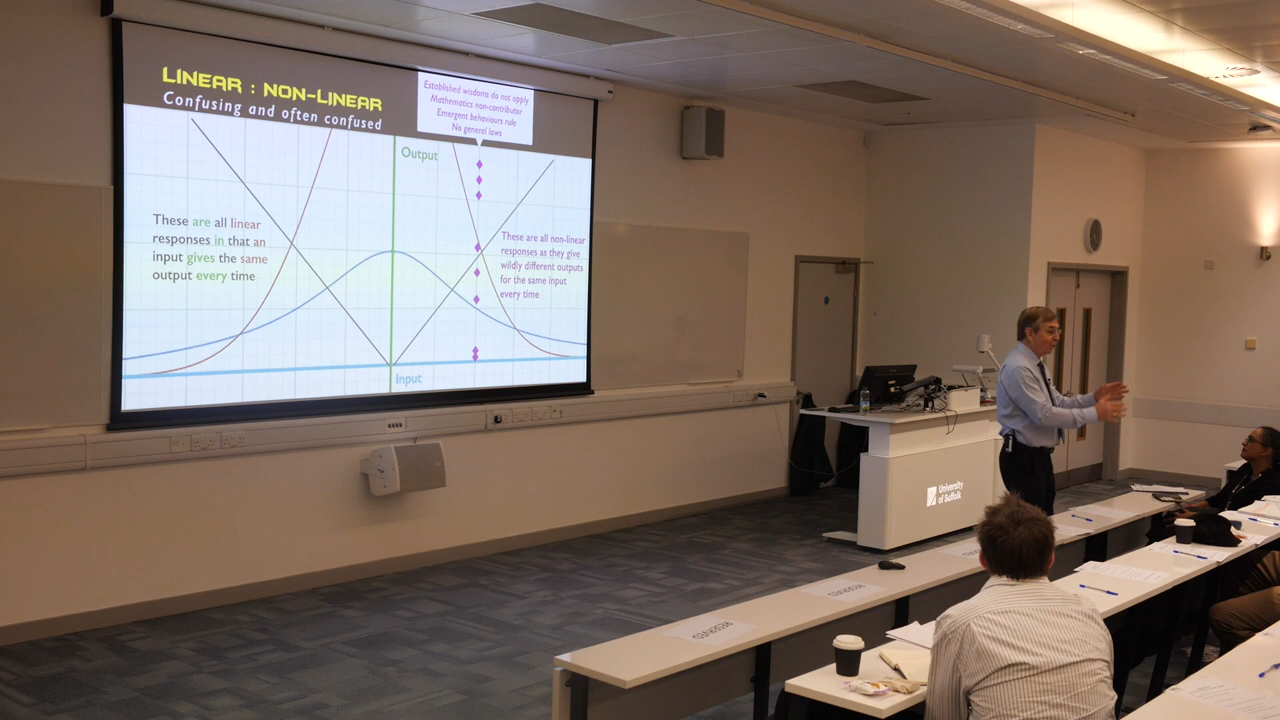 LINEAR : NON-LINEAR
Confusing and often confused
Established wisdoms do not apply
Mathematics non-contributor
Emergent behaviours rule
No general laws
Output
These are all linear
responses in that an
input gives the same
output every time
These are all non-linear
responses as they give
wildly different outputs
for the same input
every time
Input
University
of Suffolk
RESERVED
RESERVED